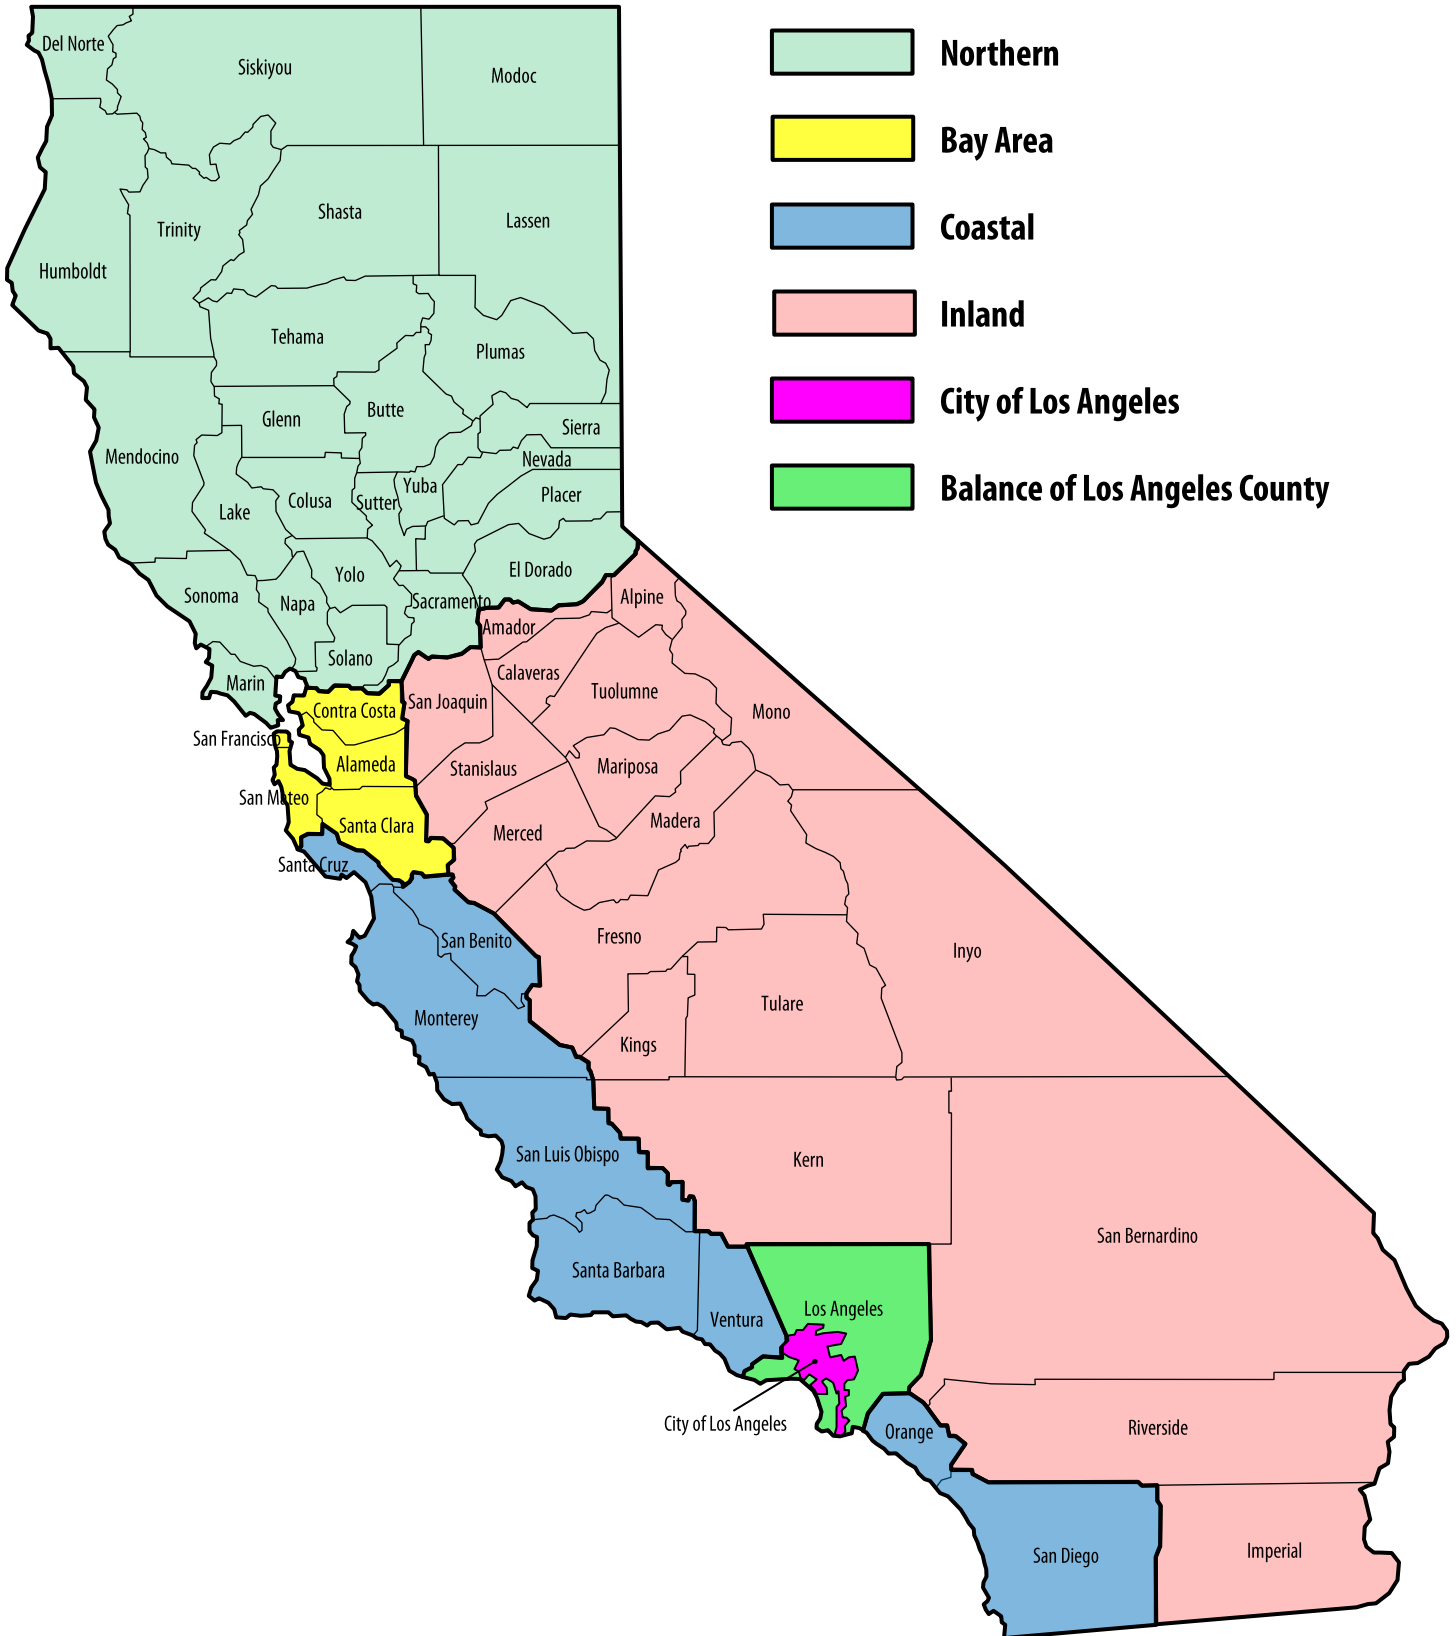 Del Norte
Siskiyou
Modoc
Northern
Bay Area
Coastal
Inland
City of Los Angeles
Balance of Los Angeles County
Humboldt
Trinity
Shasta
Lassen
Tehama
Plumas
Mendocino
Glenn
Butte
Sierra
Nevada
Lake
Colusa
Sutter
Yuba
Placer
Sonoma
Napa
Yolo
Sacramento
El Dorado
Marin
Solano
Amador
Alpine
Calaveras
Contra Costa
San Joaquin
Tuolumne
Mono
San Francisco
Alameda
Stanislaus
Mariposa
San Mateo
Santa Clara
Merced
Madera
Santa Cruz
San Benito
Fresno
Inyo
Monterey
Kings
Tulare
San Luis Obispo
Kern
San Bernardino
Santa Barbara
Ventura
Los Angeles
City of Los Angeles
Orange
Riverside
San Diego
Imperial